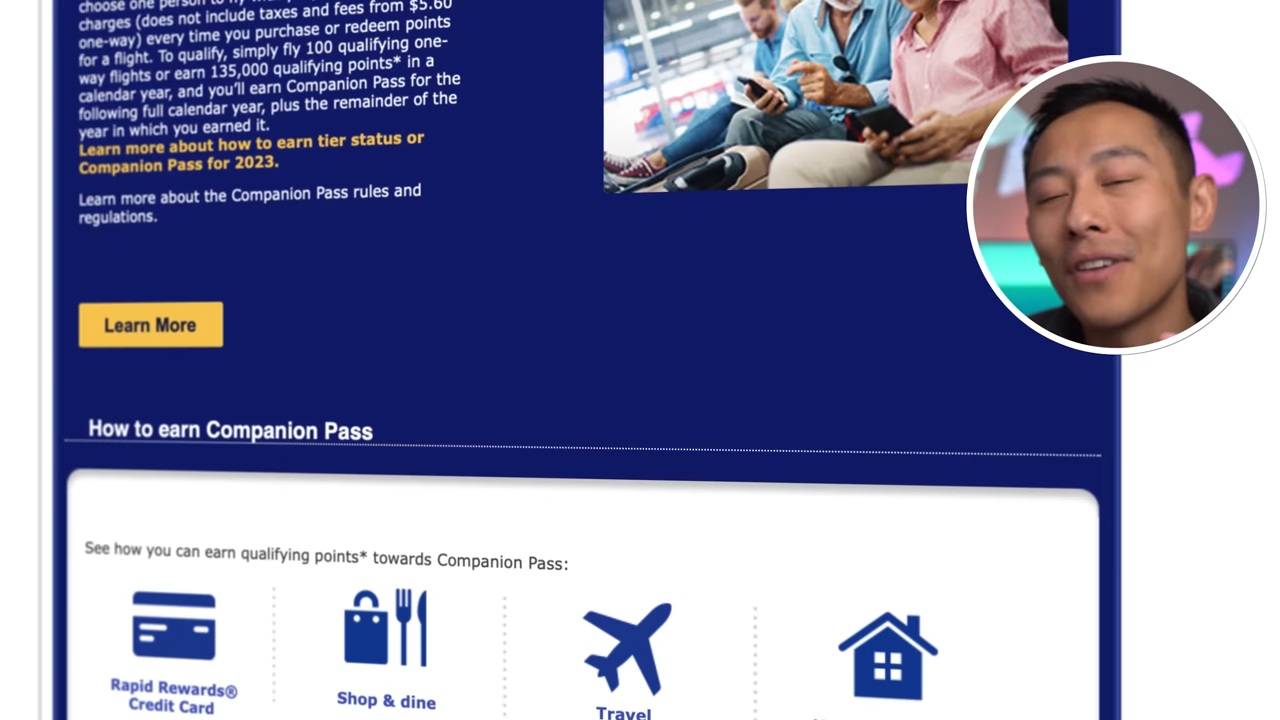 choose one person to fly
charges (does not include taxes and fees from $5.60
one-way) every time you purchase or redeem points
for a flight. To qualify, simply fly 100 qualifying one-
way flights or earn 135,000 qualifying points* in a
calendar year, and you’ll earn Companion Pass for the
following full calendar year, plus the remainder of the
year in which you earned it.
Learn more about how to earn tier status or
Companion Pass for 2023.
Learn more about the Companion Pass rules and
regulations.
Learn More
How to earn Companion Pass
See how you can earn qualifying points* towards Companion Pass:
Rapid Rewards®
Credit Card
Shop & dine
Travel